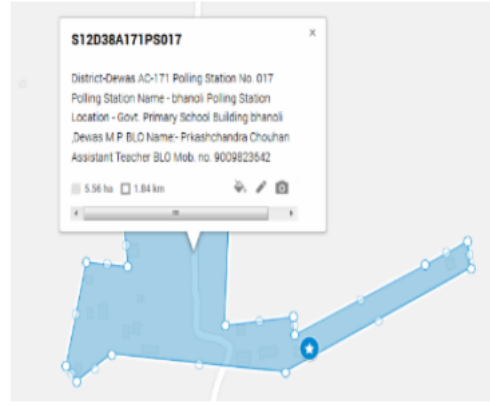 S12D38A171PS017
District-Dewas AC-171 Polling Station No. 017
Polling Station Name - bhanoli Polling Station
Location - Govt. Primary School Building bhanoli
,Dewas M P BLO Name:- Prkashchandra Chouhan
Assistant Teacher BLO Mob. no. 9009823642
5.56 ha 1.84 km